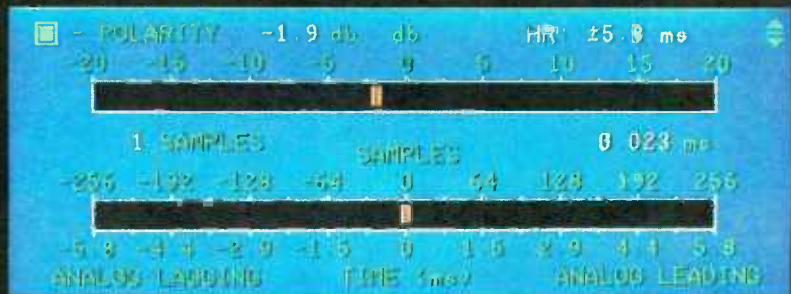 - POLARITY -1.9 db db HR: ±5.8 ms
-20 -15 -10 -5 0 5 10 15 20
1 SAMPLES 0 023 ms
SAMPLES
-256 -192 -128 -64 0 64 128 192 256
-5.8 -4.4 -2.9 -1.5 0 1.5 2.9 4.4 5.8
ANALOG LAGGING TIME (ms) ANALOG LEADING